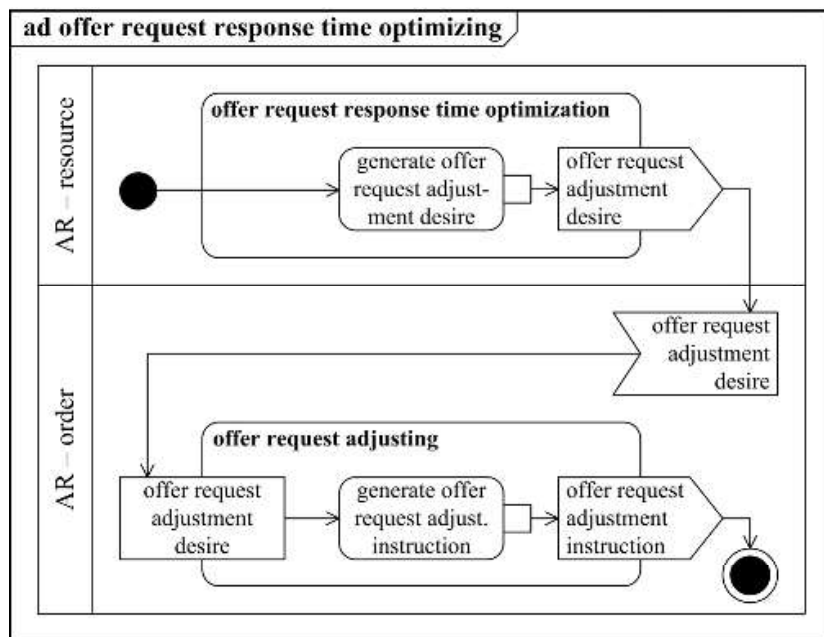 ad offer request response time optimizing
AR – resource
offer request response time optimization
generate offer
request adjust-
ment desire
offer request
adjustment
desire
AR – order
offer request
adjustment
desire
offer request adjusting
offer request
adjustment
desire
generate offer
request adjust.
instruction
offer request
adjustment
instruction